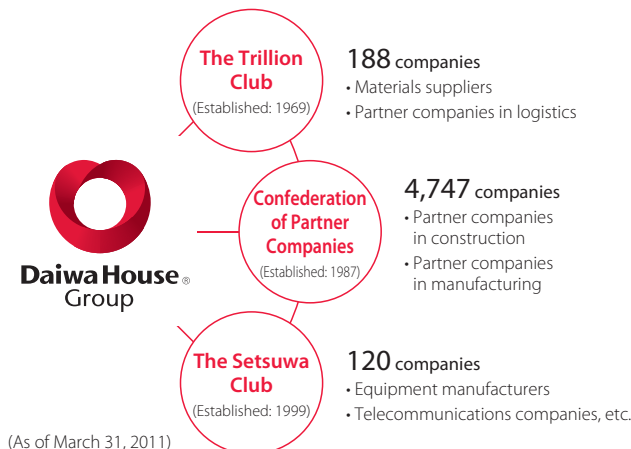 The Trillion
Club
(Established: 1969)
188 companies
• Materials suppliers
• Partner companies in logistics
Daiwa House ®
Group
Confederation
of Partner
Companies
(Established: 1987)
4,747 companies
• Partner companies
in construction
• Partner companies
in manufacturing
The Setsuwa
Club
(Established: 1999)
120 companies
• Equipment manufacturers
• Telecommunications companies, etc.
(As of March 31, 2011)